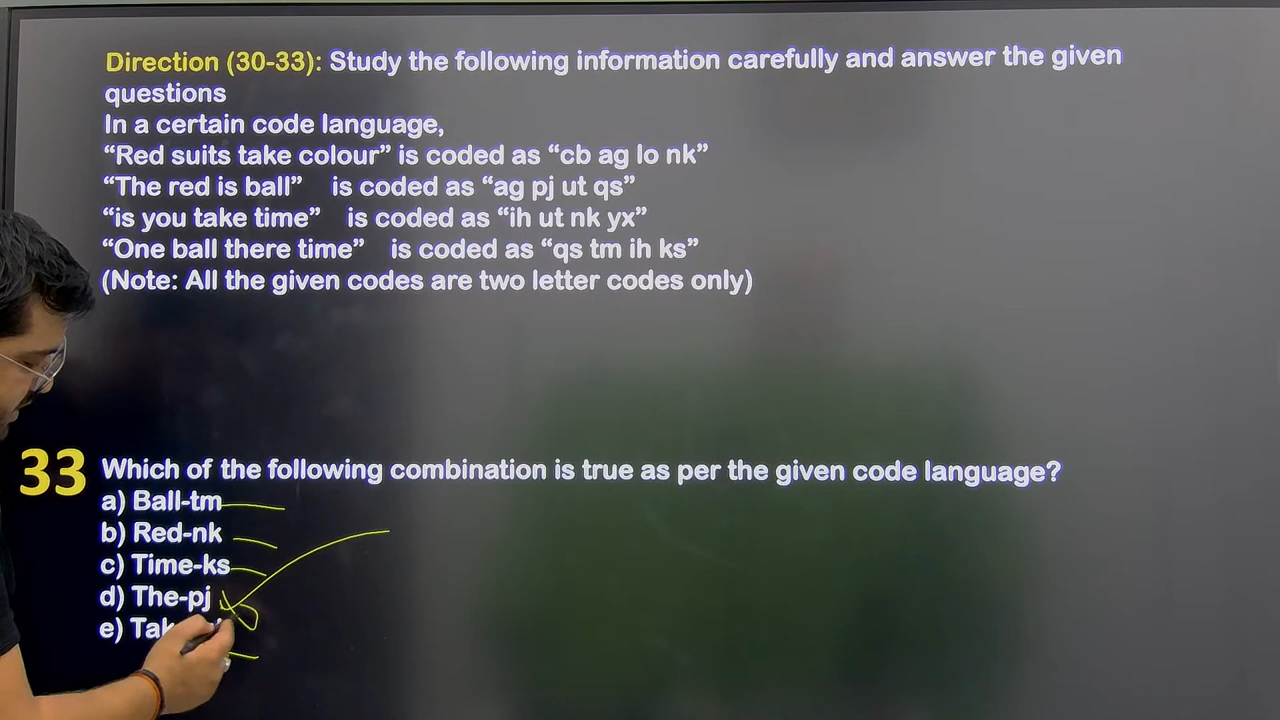 Direction (30-33): Study the following information carefully and answer the given
questions
In a certain code language,
“Red suits take colour” is coded as “cb ag lo nk”
“The red is ball” is coded as “ag pj ut qs”
“is you take time” is coded as “ih ut nk yx”
“One ball there time” is coded as “qs tm ih ks”
(Note: All the given codes are two letter codes only)
33 Which of the following combination is true as per the given code language?
a) Ball-tm
b) Red-nk
c) Time-ks
d) The-pj
e)